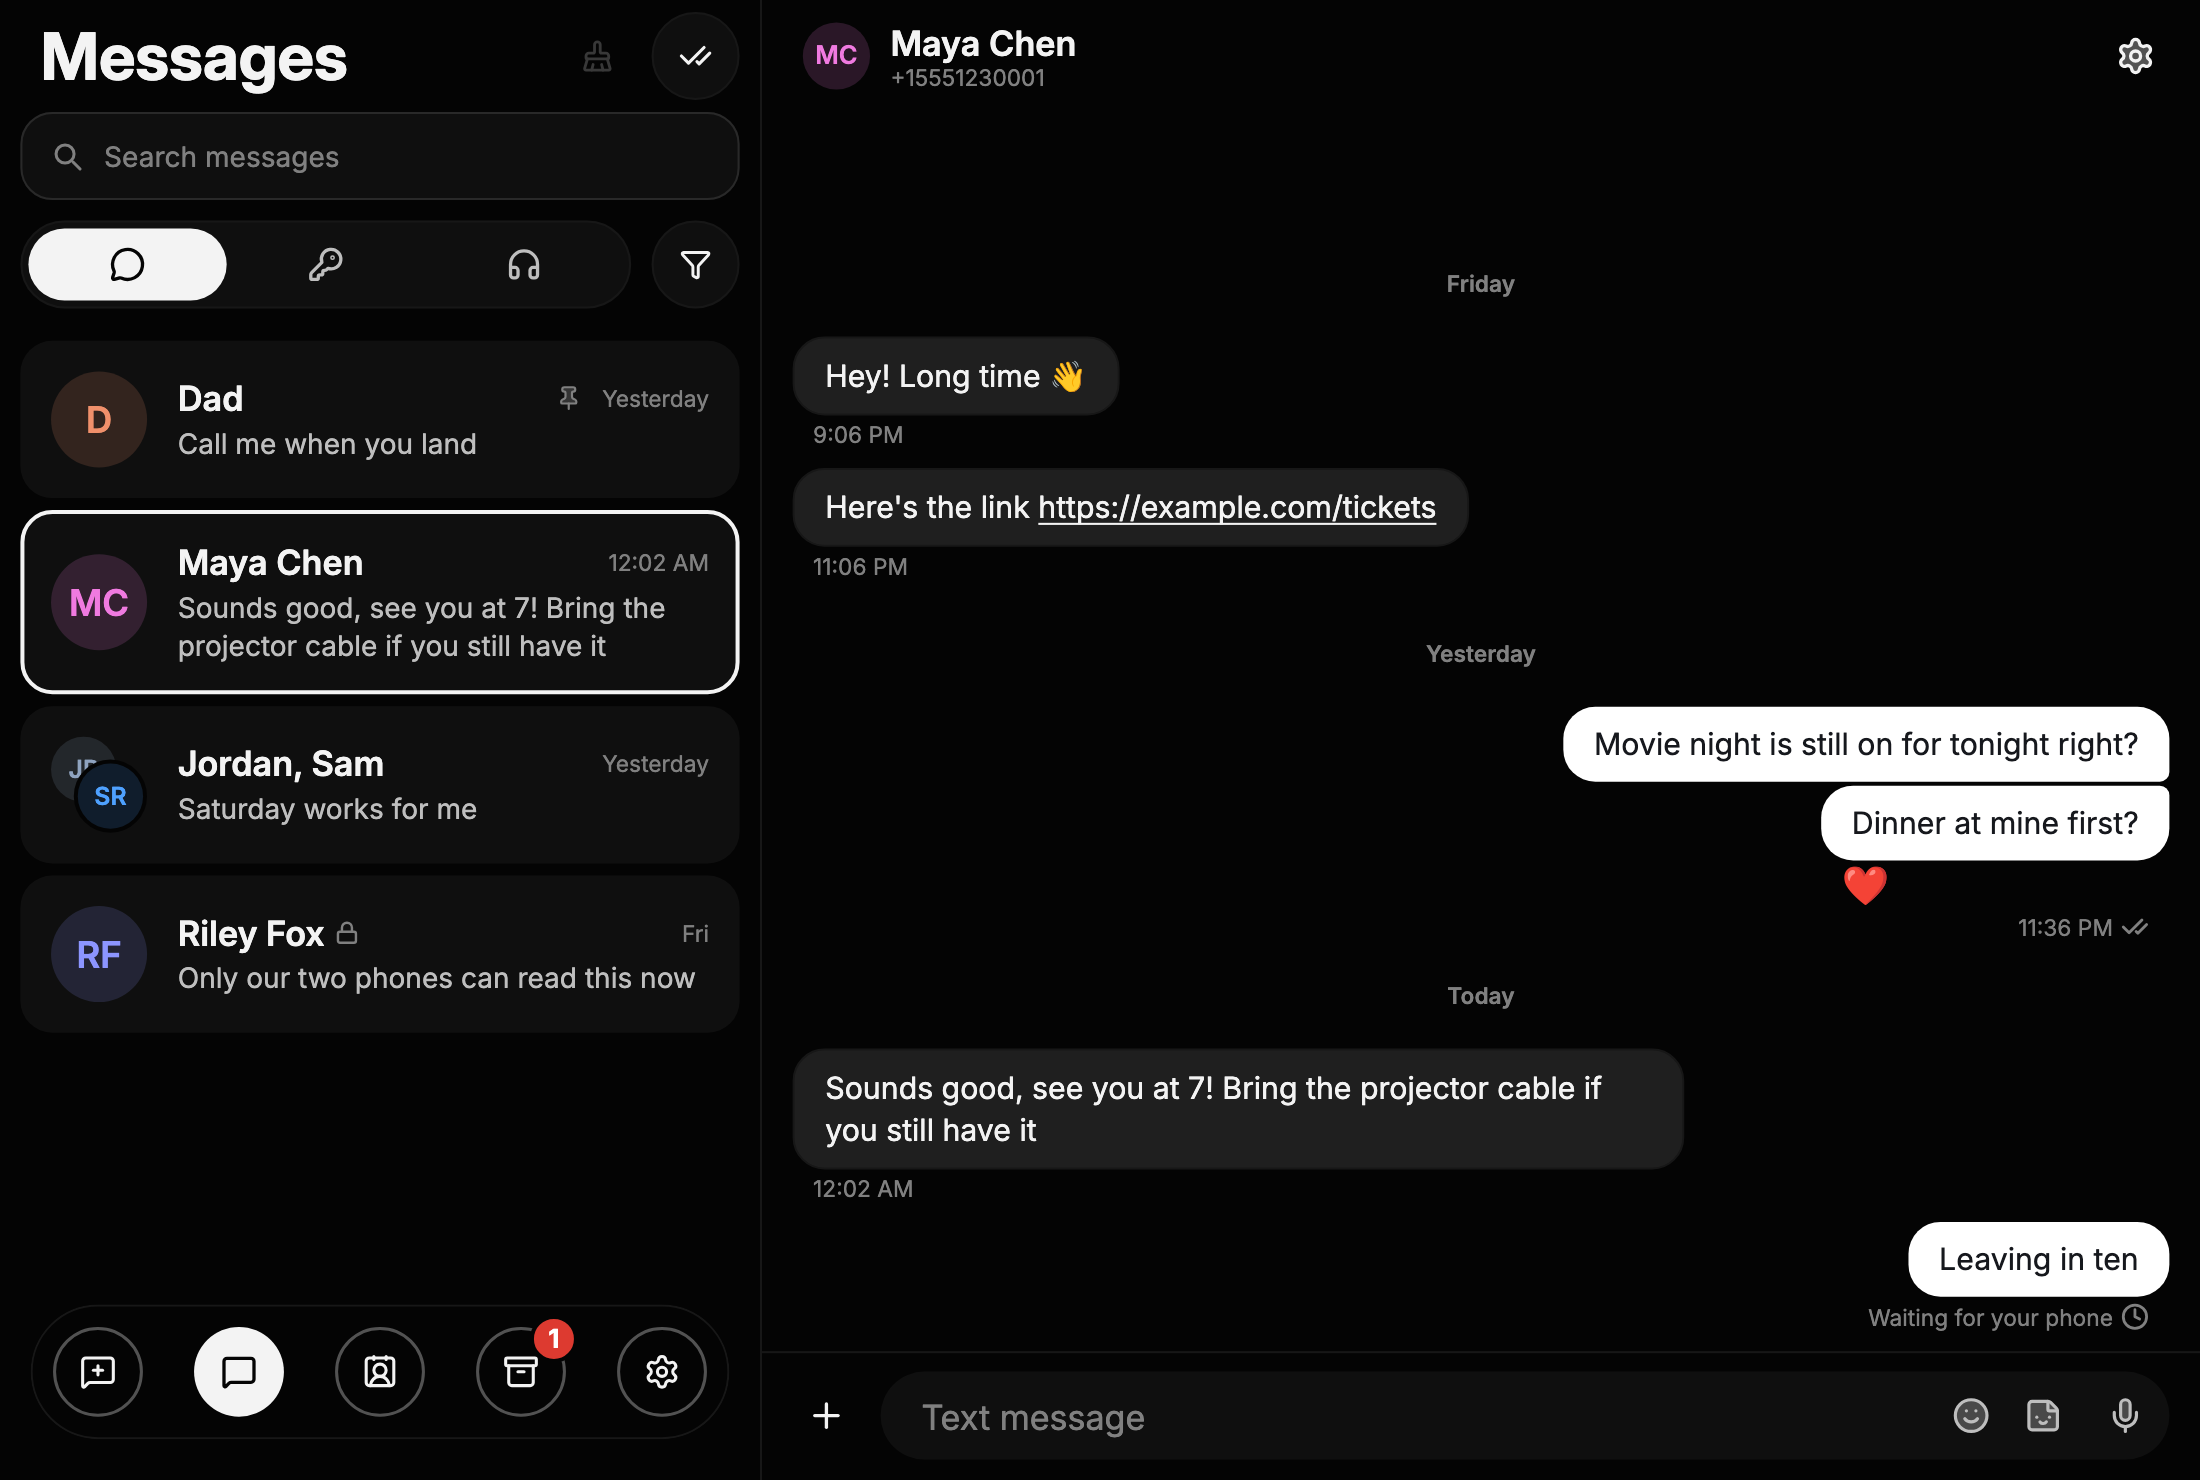 Messages
Search messages
D
Dad
Yesterday
Call me when you land
MC
Maya Chen
12:02 AM
Sounds good, see you at 7! Bring the
projector cable if you still have it
SR
Jordan, Sam
Yesterday
Saturday works for me
RF
Riley Fox
Fri
Only our two phones can read this now
1
MC
Maya Chen
+15551230001
Friday
Hey! Long time 👋
9:06 PM
Here's the link https://example.com/tickets
11:06 PM
Yesterday
Movie night is still on for tonight right?
Dinner at mine first?
❤️
11:36 PM
Today
Sounds good, see you at 7! Bring the projector cable if
you still have it
12:02 AM
Leaving in ten
Waiting for your phone
Text message